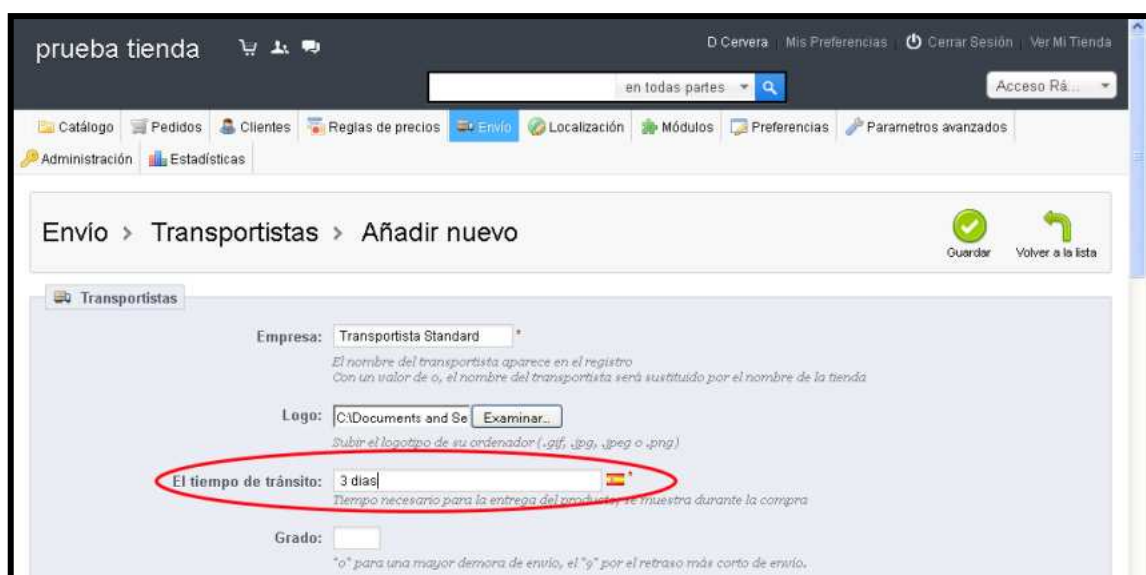 prueba tienda
D Cervera Mis Preferencias Cerrar Sesión Ver Mi Tienda
en todas partes
Acceso Rá...
Catálogo Pedidos Clientes Reglas de precios Envío Localización Módulos Preferencias Parametros avanzados
Administración Estadísticas
Envío > Transportistas > Añadir nuevo
Guardar Volver a la lista
Transportistas
Empresa: Transportista Standard *
El nombre del transportista aparece en el registro
Con un valor de 0, el nombre del transportista será sustituido por el nombre de la tienda
Logo: C:\Documents and Se Examinar...
Subir el logotipo de su ordenador (.gif, .jpg, .jpeg o .png)
El tiempo de tránsito: 3 dias *
Tiempo necesario para la entrega del producto, se muestra durante la compra
Grado:
"0" para una mayor demora de envío, el "9" por el retraso más corto de envío.